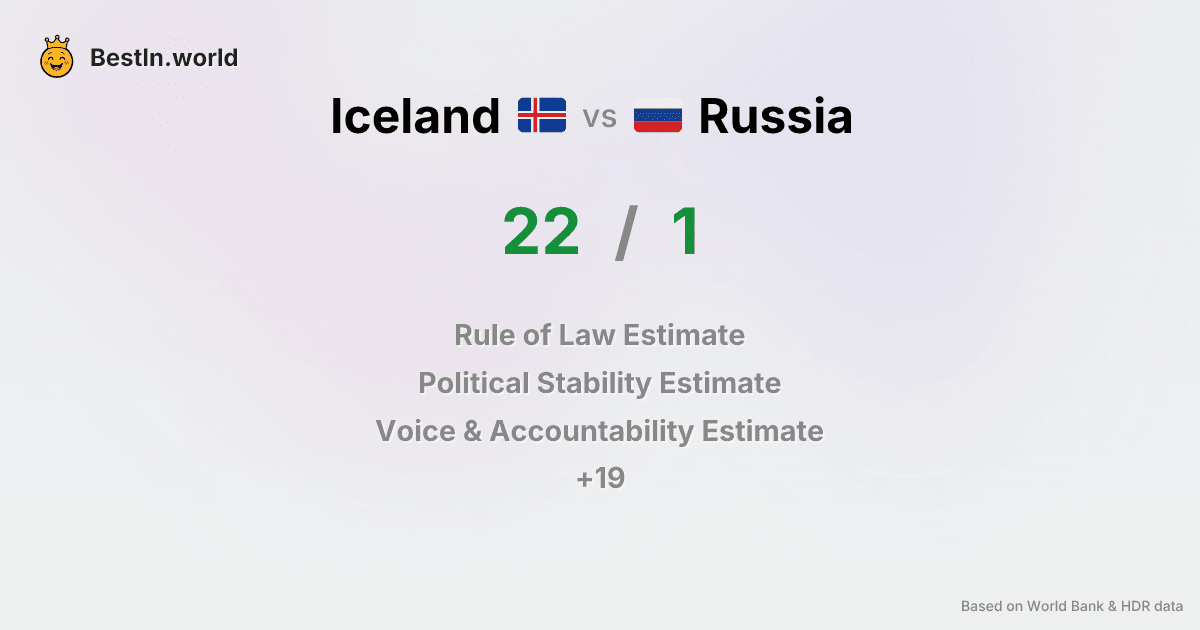 BestIn.world
Iceland vs Russia
22 / 1
Rule of Law Estimate
Political Stability Estimate
Voice & Accountability Estimate
+19
Based on World Bank & HDR data